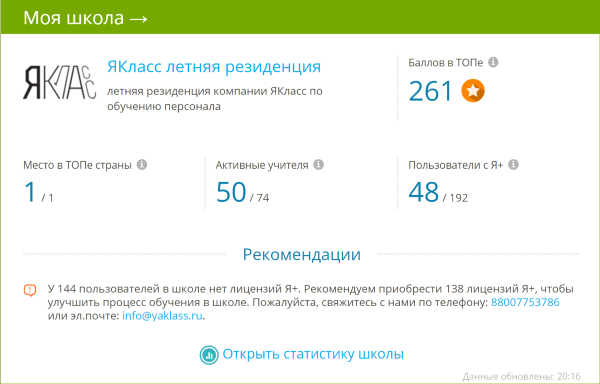 Моя школа →
ЯКЛАСС
ЯКласс летняя резиденция
летняя резиденция компании ЯКласс по
обучению персонала
Баллов в ТОПе
261
Место в ТОПе страны
1 / 1
Активные учителя
50 / 74
Пользователи с Я+
48 / 192
Рекомендации
У 144 пользователей в школе нет лицензий Я+. Рекомендуем приобрести 138 лицензий Я+, чтобы
улучшить процесс обучения в школе. Пожалуйста, свяжитесь с нами по телефону: 88007753786
или эл.почте: info@yaklass.ru.
Открыть статистику школы
Данные обновлены: 20:16